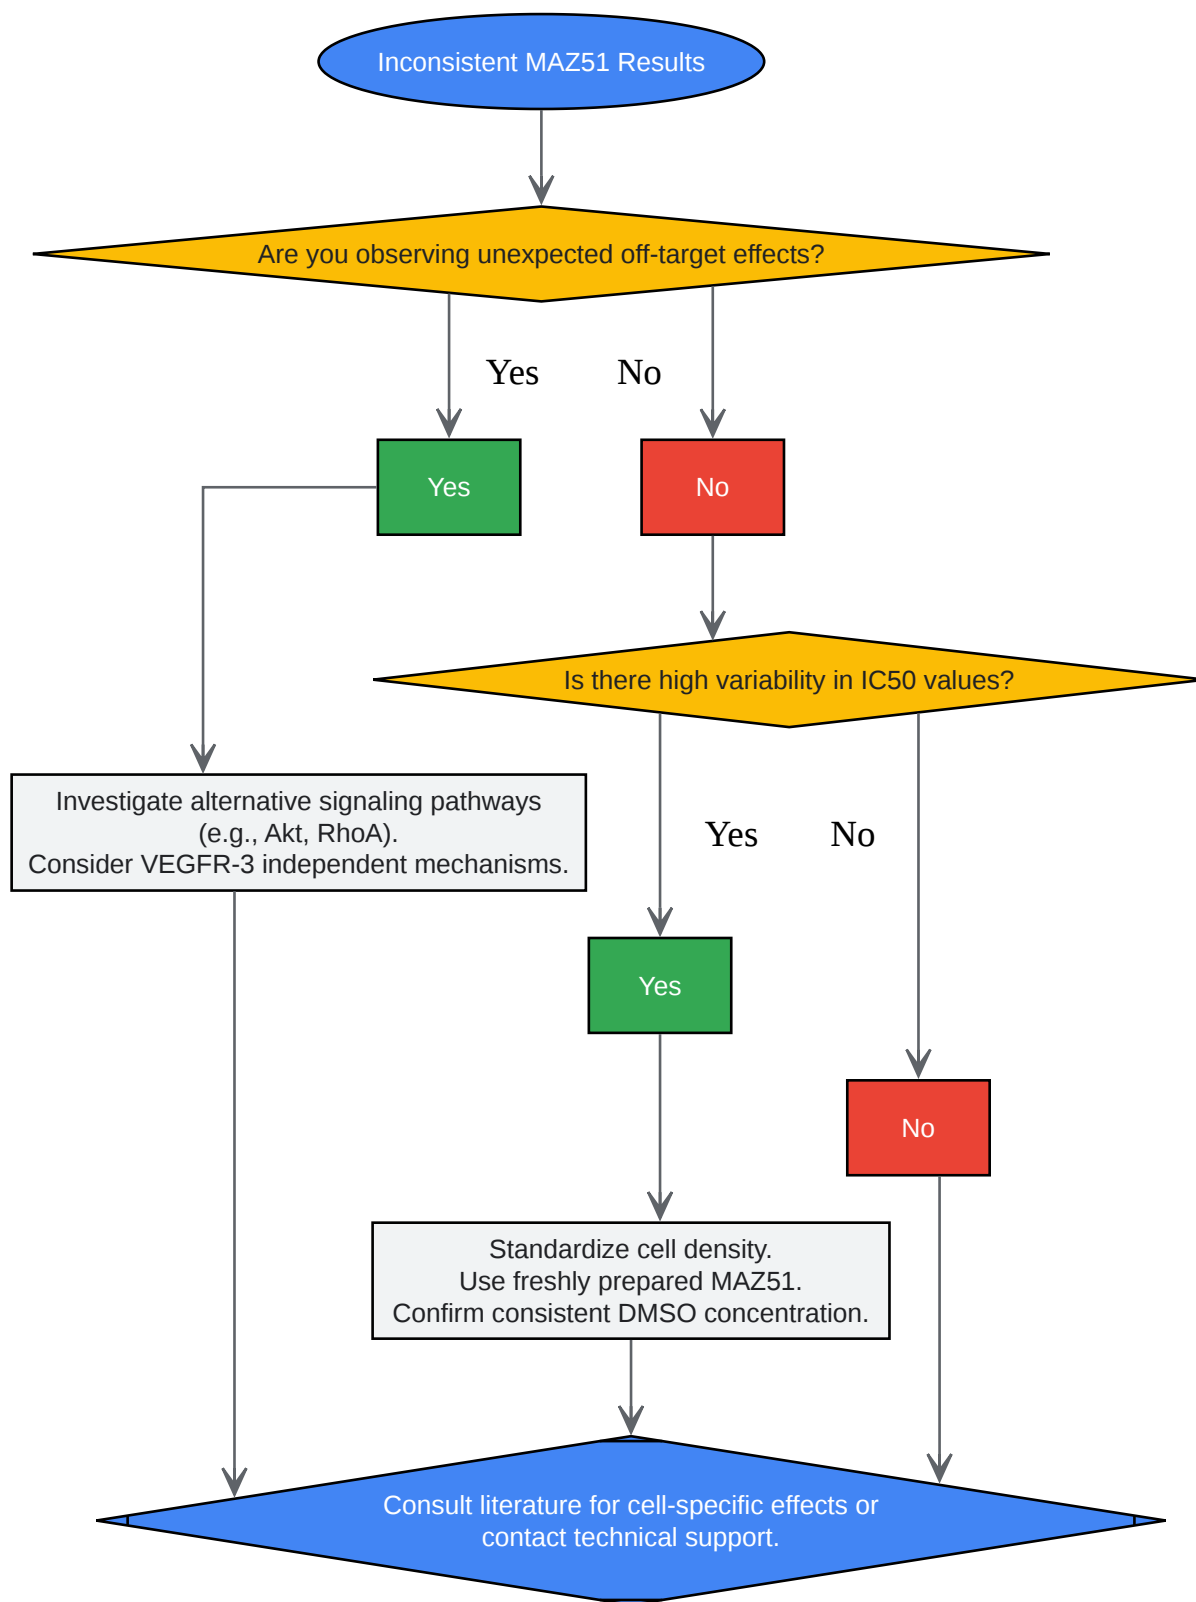 Inconsistent MAZ51 Results
Are you observing unexpected off-target effects?
Yes
No
Yes
No
Is there high variability in IC50 values?
Investigate alternative signaling pathways
(e.g., Akt, RhoA).
Consider VEGFR-3 independent mechanisms.
Yes
No
Yes
No
Standardize cell density.
Use freshly prepared MAZ51.
Confirm consistent DMSO concentration.
Consult literature for cell-specific effects or
contact technical support.